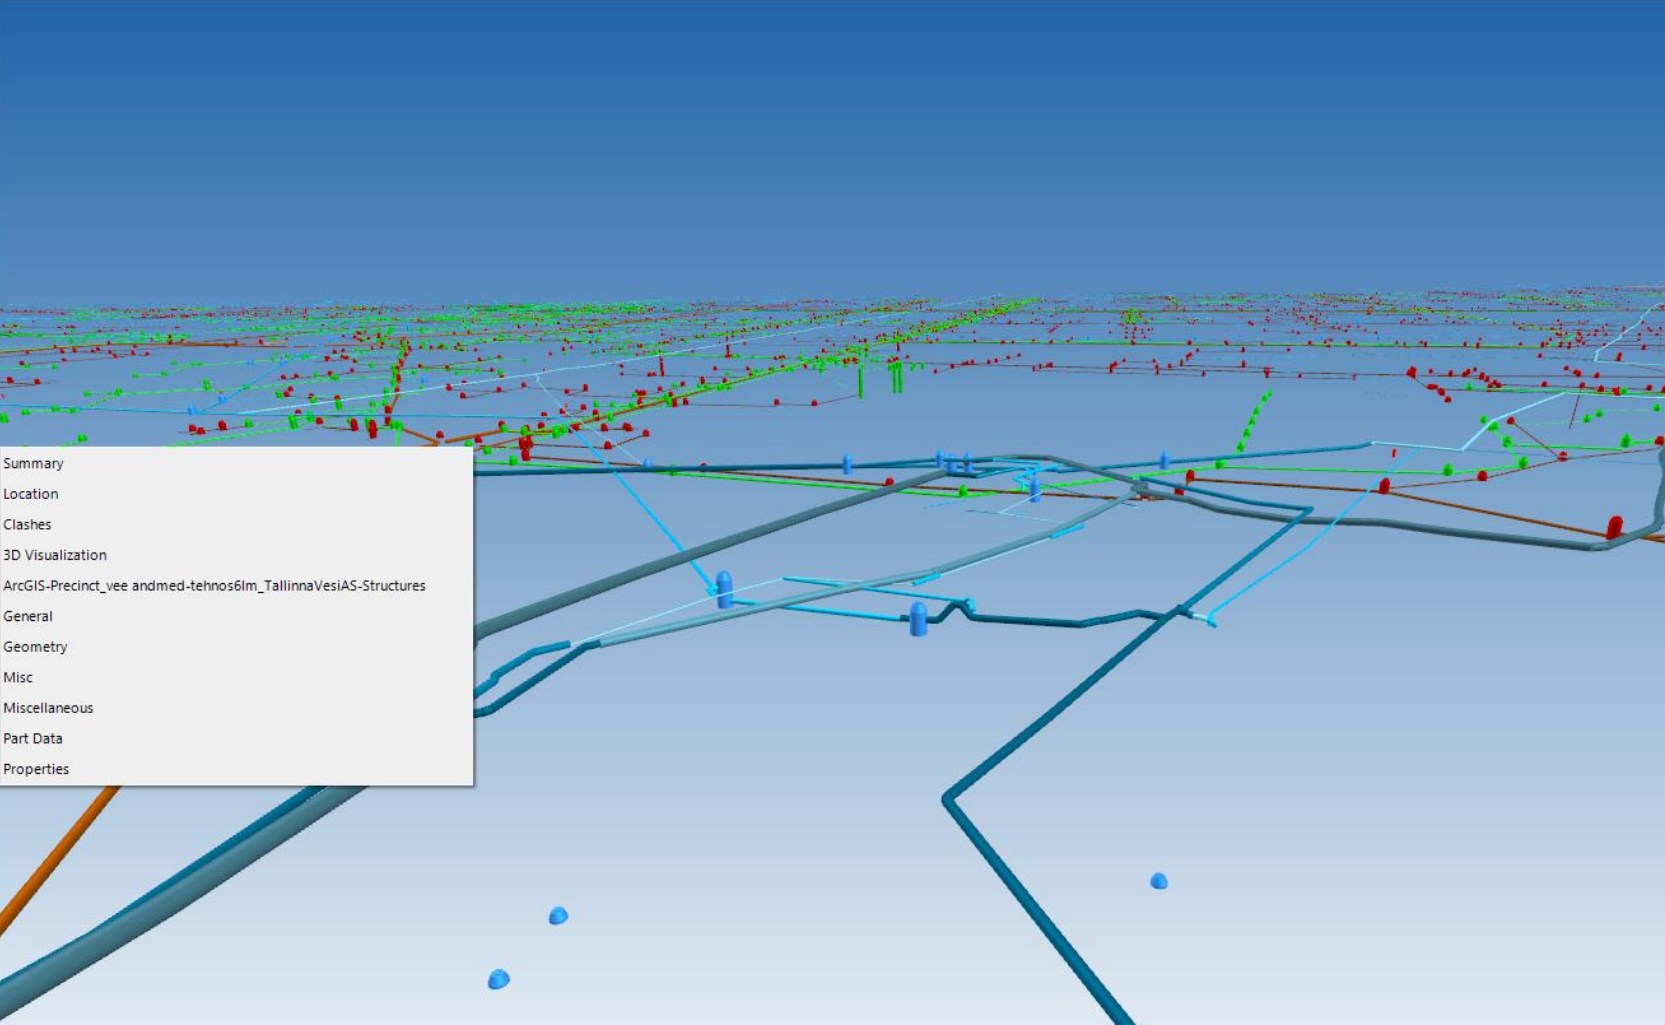 Summary
Location
Clashes
3D Visualization
ArcGIS-Precinct_vee andmed-tehnos6lm_TallinnaVesiAS-Structures
General
Geometry
Misc
Miscellaneous
Part Data
Properties